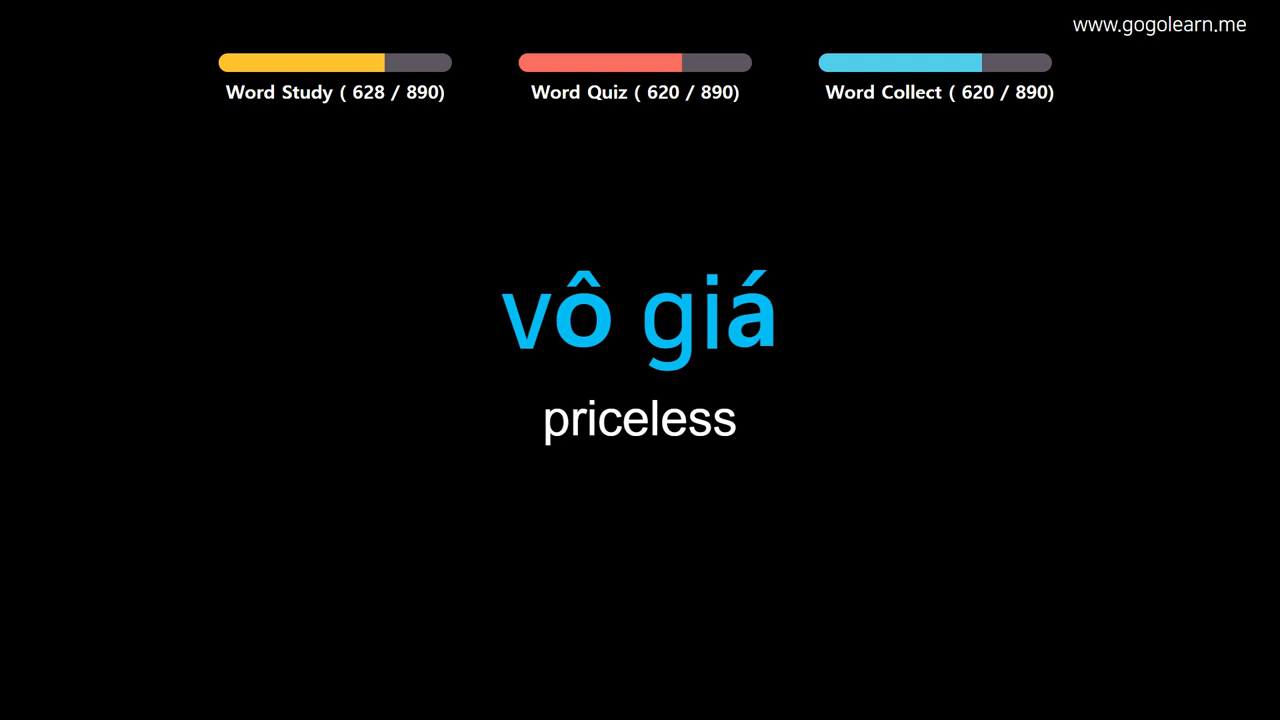 www.gogolearn.me
Word Study ( 628 / 890)
Word Quiz ( 620 / 890)
Word Collect ( 620 / 890)
vô giá
priceless